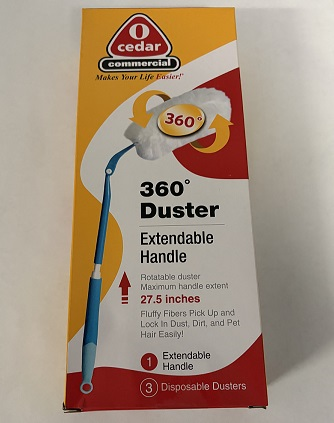 O
cedar
commercial
Makes Your Life Easier!
360°
360°
Duster
Extendable
Handle
Rotatable duster
Maximum handle extent
27.5 inches
Fluffy Fibers Pick Up and
Lock In Dust, Dirt, and Pet
Hair Easily!
1 Extendable
Handle
3 Disposable Dusters